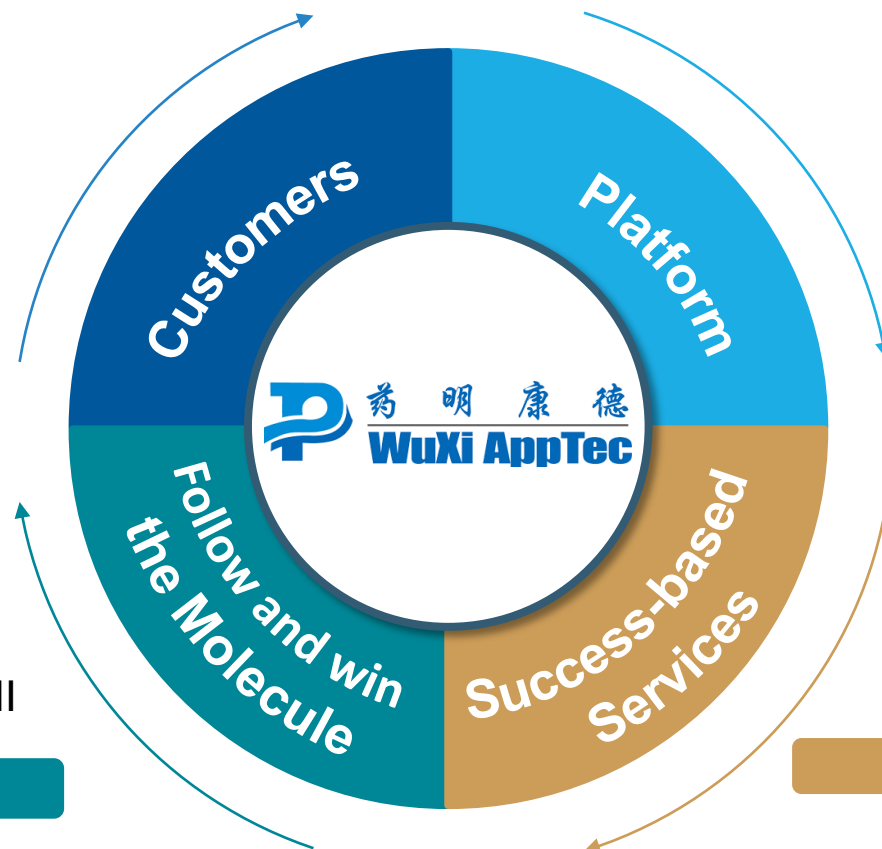 Customers
Platform
药明康德
WuXi AppTec
Follow and win
the Molecule
Success-based
Services